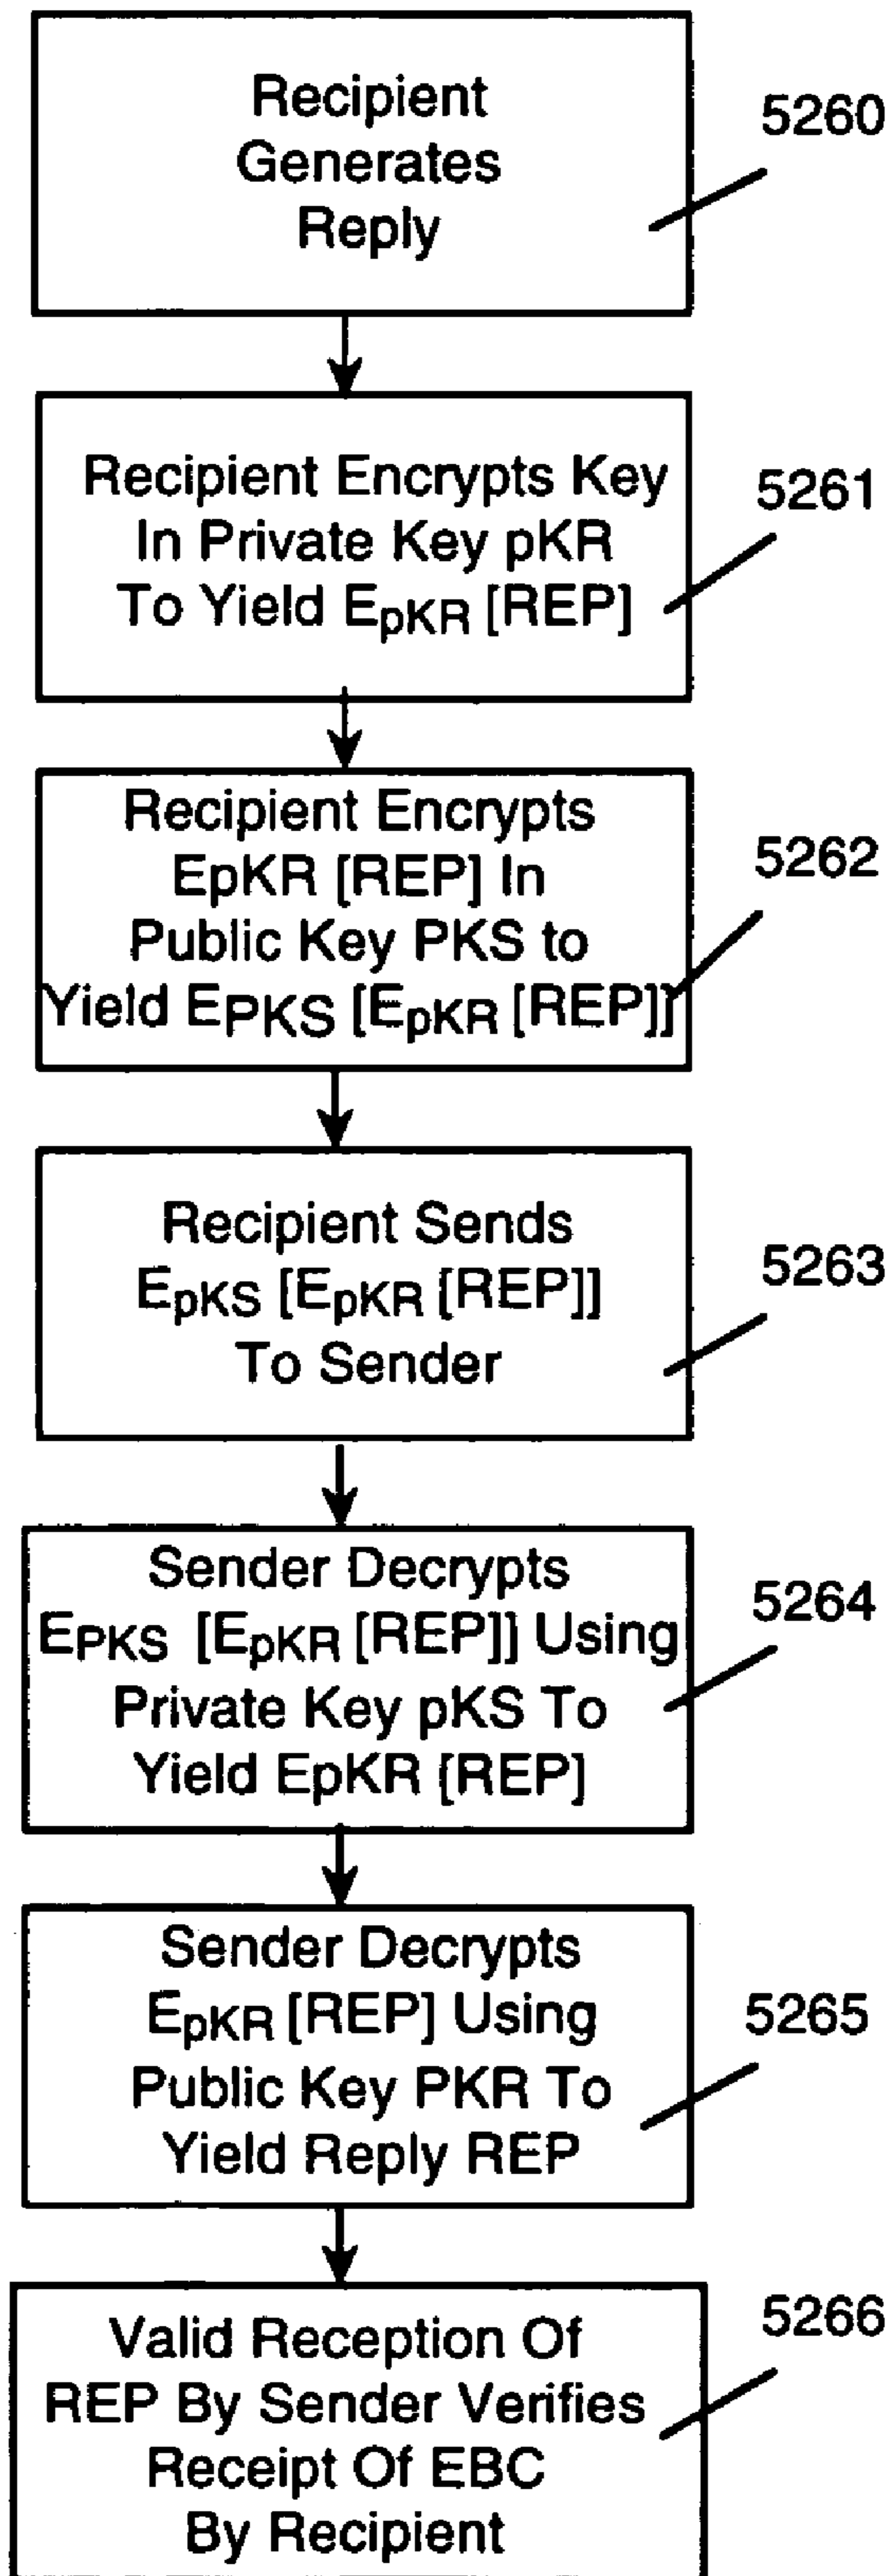 Recipient
Generates
Reply
5260
Recipient Encrypts Key
In Private Key pKR
To Yield EpKR [REP]
5261
Recipient Encrypts
EpKR [REP] In
Public Key PKS to
Yield EPKS [EpKR [REP]]
5262
Recipient Sends
EpKS [EpKR [REP]]
To Sender
5263
Sender Decrypts
EPKS [EpKR [REP]] Using
Private Key pKS To
Yield EpKR [REP]
5264
Sender Decrypts
EpKR [REP] Using
Public Key PKR To
Yield Reply REP
5265
Valid Reception Of
REP By Sender Verifies
Receipt Of EBC
By Recipient
5266